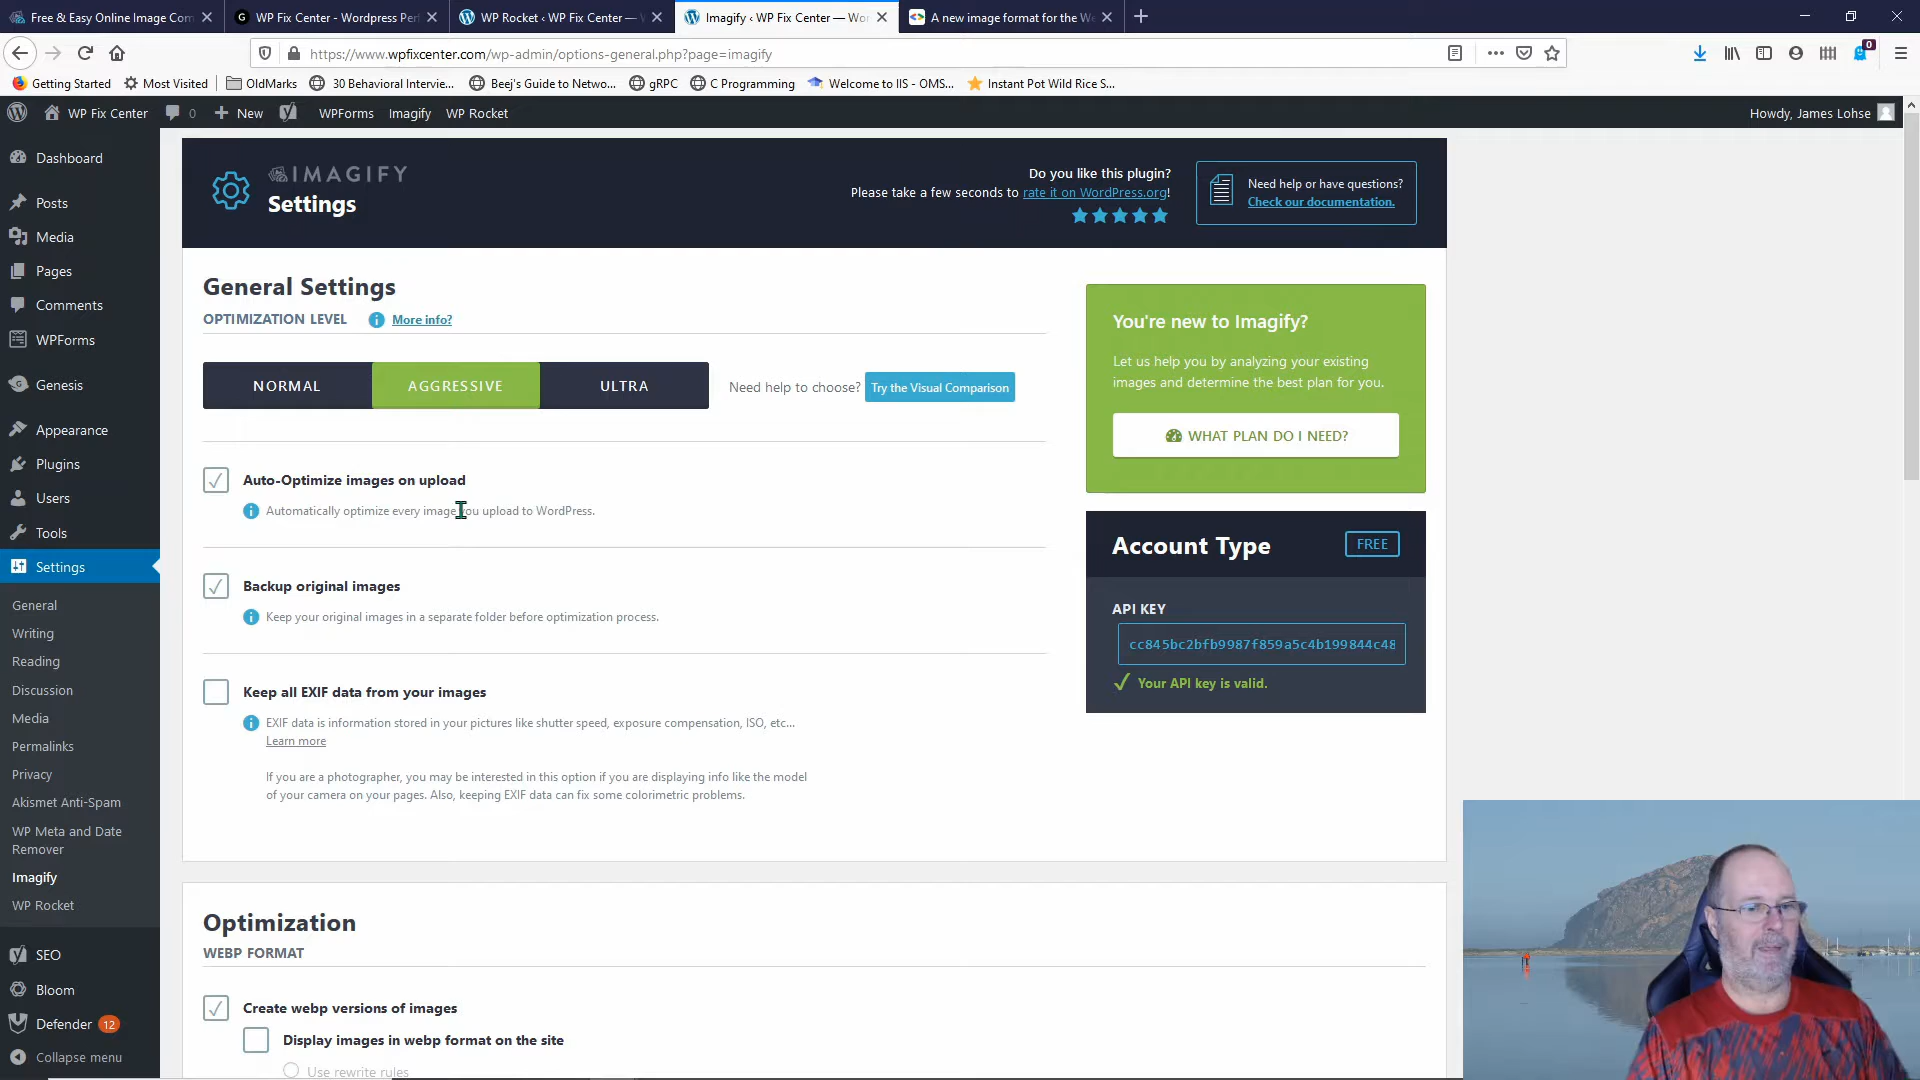 Free & Easy Online Image Com
WP Fix Center - Wordpress Per
WP Rocket ‹ WP Fix Center —
Imagify ‹ WP Fix Center — Wor
A new image format for the We
https://www.wpfixcenter.com/wp-admin/options-general.php?page=imagify
0
Getting Started
Most Visited
OldMarks
30 Behavioral Intervie...
Beej's Guide to Netwo...
gRPC
C Programming
Welcome to IIS - OMS...
Instant Pot Wild Rice S...
WP Fix Center
0
New
WPForms
Imagify
WP Rocket
Howdy, James Lohse
Dashboard
Posts
Media
Pages
Comments
WPForms
Genesis
Appearance
Plugins
Users
Tools
Settings
General
Writing
Reading
Discussion
Media
Permalinks
Privacy
Akismet Anti-Spam
WP Meta and Date
Remover
Imagify
WP Rocket
SEO
Bloom
Defender 12
Collapse menu
IMAGIFY
Settings
Do you like this plugin?
Please take a few seconds to rate it on WordPress.org!
Need help or have questions?
Check our documentation.
General Settings
OPTIMIZATION LEVEL
More info?
NORMAL
AGGRESSIVE
ULTRA
Need help to choose?
Try the Visual Comparison
Auto-Optimize images on upload
Automatically optimize every image you upload to WordPress.
Backup original images
Keep your original images in a separate folder before optimization process.
Keep all EXIF data from your images
EXIF data is information stored in your pictures like shutter speed, exposure compensation, ISO, etc...
Learn more
If you are a photographer, you may be interested in this option if you are displaying info like the model
of your camera on your pages. Also, keeping EXIF data can fix some colorimetric problems.
You're new to Imagify?
Let us help you by analyzing your existing
images and determine the best plan for you.
WHAT PLAN DO I NEED?
Account Type
FREE
API KEY
cc845bc2bfb9987f859a5c4b199844c48
Your API key is valid.
Optimization
WEBP FORMAT
Create webp versions of images
Display images in webp format on the site
Use rewrite rules